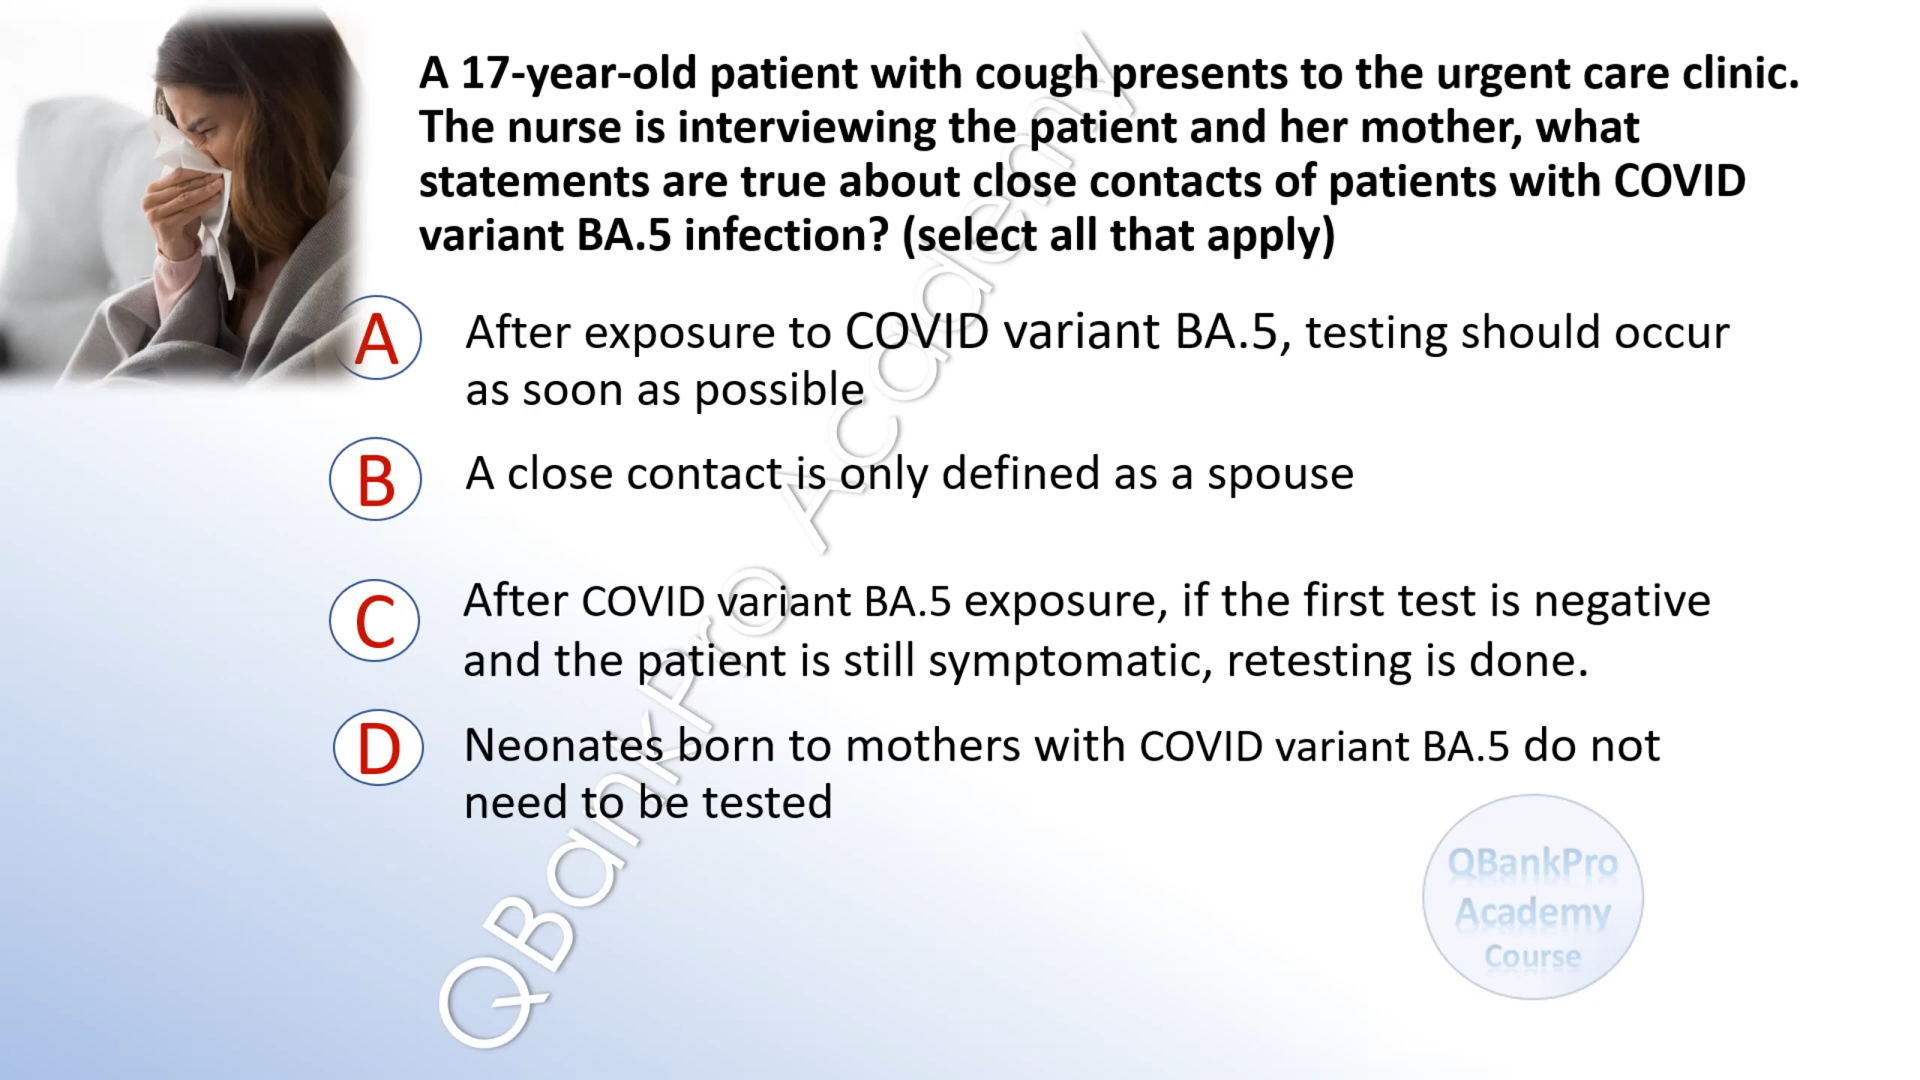 A 17-year-old patient with cough presents to the urgent care clinic.
The nurse is interviewing the patient and her mother, what
statements are true about close contacts of patients with COVID
variant BA.5 infection? (select all that apply)
A
After exposure to COVID variant BA.5, testing should occur
as soon as possible
B
A close contact is only defined as a spouse
C
After COVID variant BA.5 exposure, if the first test is negative
and the patient is still symptomatic, retesting is done.
D
Neonates born to mothers with COVID variant BA.5 do not
need to be tested
QBankPro Academy
QBankPro
Academy
Course